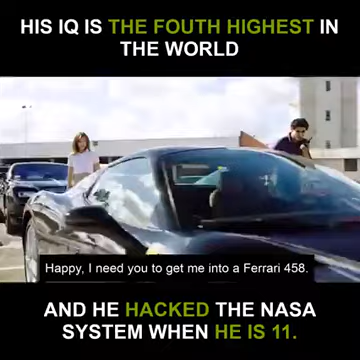 HIS IQ IS THE FOUTH HIGHEST IN
THE WORLD
Happy, I need you to get me into a Ferrari 458.
AND HE HACKED THE NASA
SYSTEM WHEN HE IS 11.